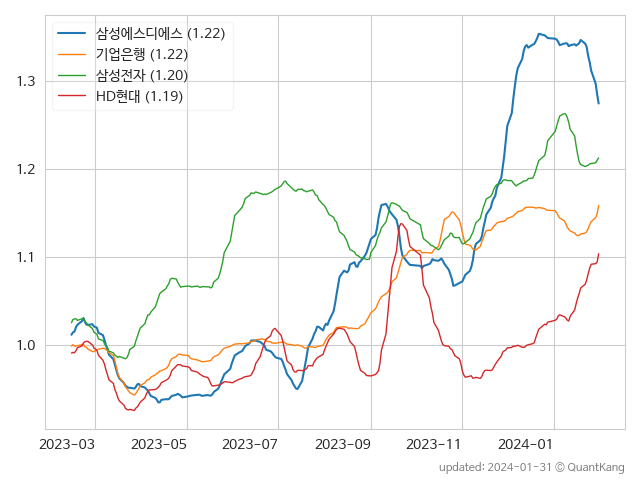 삼성에스디에스 (1.22)
기업은행 (1.22)
삼성전자 (1.20)
HD현대 (1.19)
1.3
1.2
1.1
1.0
2023-03 2023-05 2023-07 2023-09 2023-11 2024-01
updated: 2024-01-31 © QuantKang